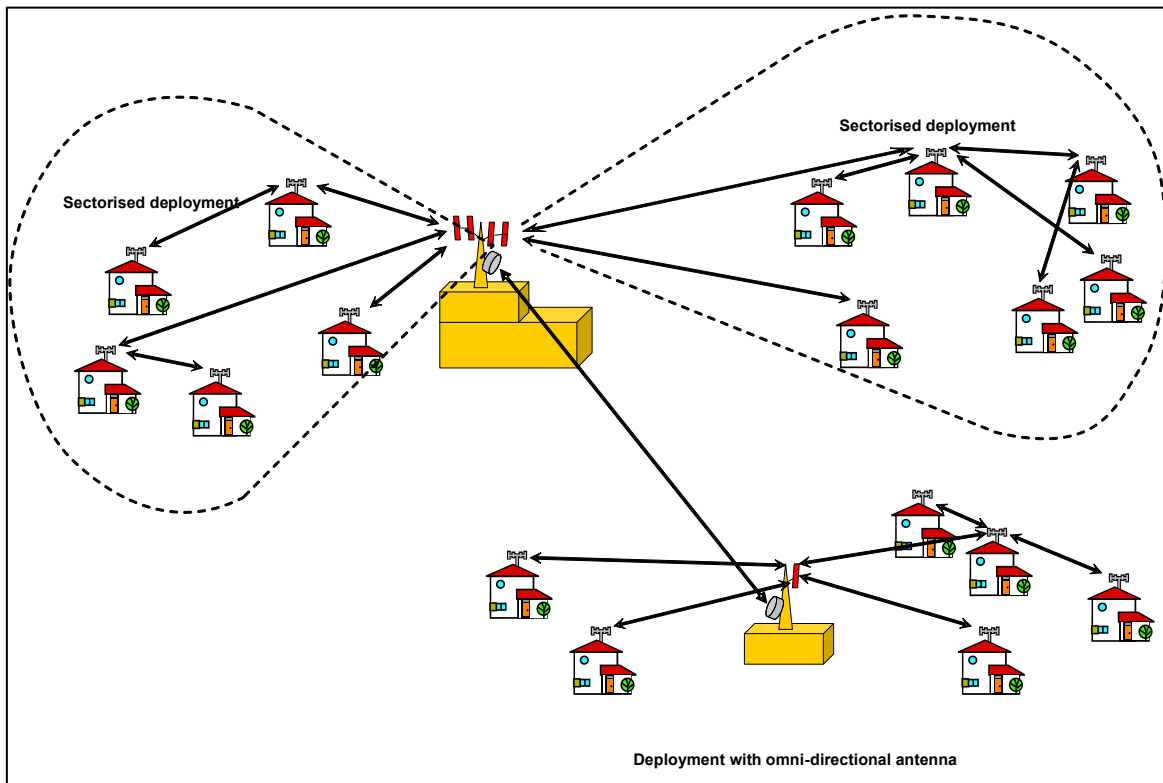 Sectorised deployment
Sectorised deployment
Deployment with omni-directional antenna